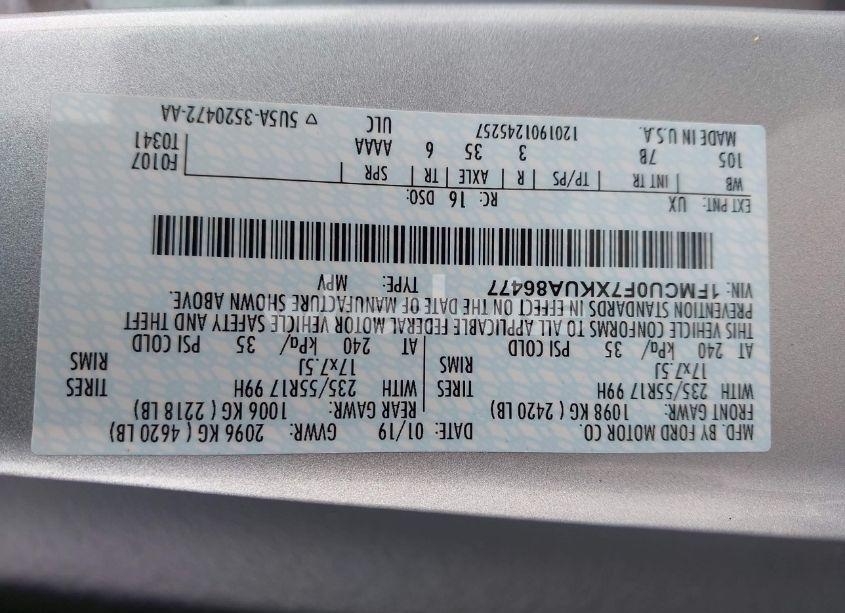 MFD. BY FORD MOTOR CO.
DATE: 01/19 GVWR: 2096 KG ( 4620 LB)
FRONT GAWR: 1098 KG ( 2420 LB) REAR GAWR: 1006 KG ( 2218 LB)
WITH 235/55R17 99H TIRES WITH 235/55R17 99H TIRES
17x7.5J RIMS 17x7.5J RIMS
AT 240 kPa/ 35 PSI COLD AT 240 kPa/ 35 PSI COLD
THIS VEHICLE CONFORMS TO ALL APPLICABLE FEDERAL MOTOR VEHICLE SAFETY AND THEFT
PREVENTION STANDARDS IN EFFECT ON THE DATE OF MANUFACTURE SHOWN ABOVE.
VIN: 1FMCU0F7XKUA86477 TYPE: MPV
EXT PNT: UX RC: 16 DSO:
WB INT TR TP/PS R AXLE TR SPR F0107
105 7B 3 35 6 AAAA T0341
MADE IN U.S.A. 1201901245257 ULC ▽ 5U5A-3520472-AA